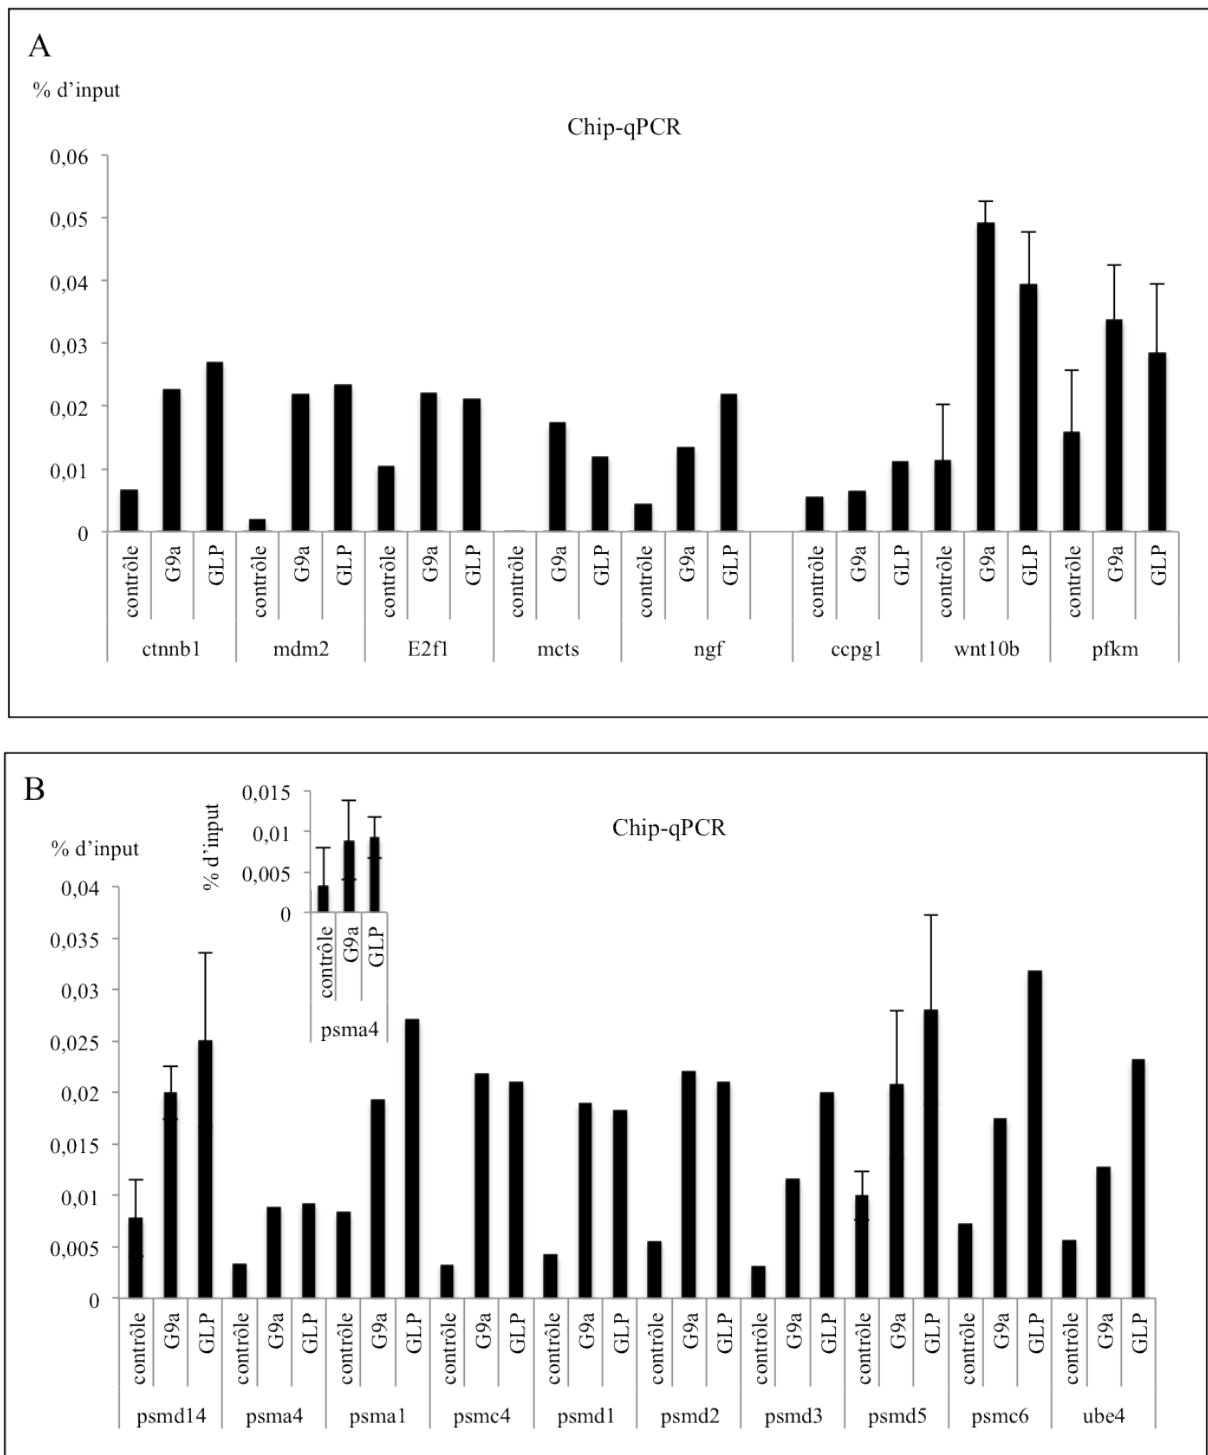 A
% d’input
Chip-qPCR
0,06
0,05
0,04
0,03
0,02
0,01
0
contrôle G9a GLP contrôle G9a GLP contrôle G9a GLP contrôle G9a GLP contrôle G9a GLP contrôle G9a GLP contrôle G9a GLP contrôle G9a GLP
ctnnb1 mdm2 E2f1 mcts ngf ccpg1 wnt10b pfkm
B
% d’input
0,015
0,01
0,005
0
contrôle G9a GLP
psma4
Chip-qPCR
% d’input
0,04
0,035
0,03
0,025
0,02
0,015
0,01
0,005
0
contrôle G9a GLP contrôle G9a GLP contrôle G9a GLP contrôle G9a GLP contrôle G9a GLP contrôle G9a GLP contrôle G9a GLP contrôle G9a GLP contrôle G9a GLP contrôle G9a GLP
psmd14 psma4 psma1 psmc4 psmd1 psmd2 psmd3 psmd5 psmc6 ube4